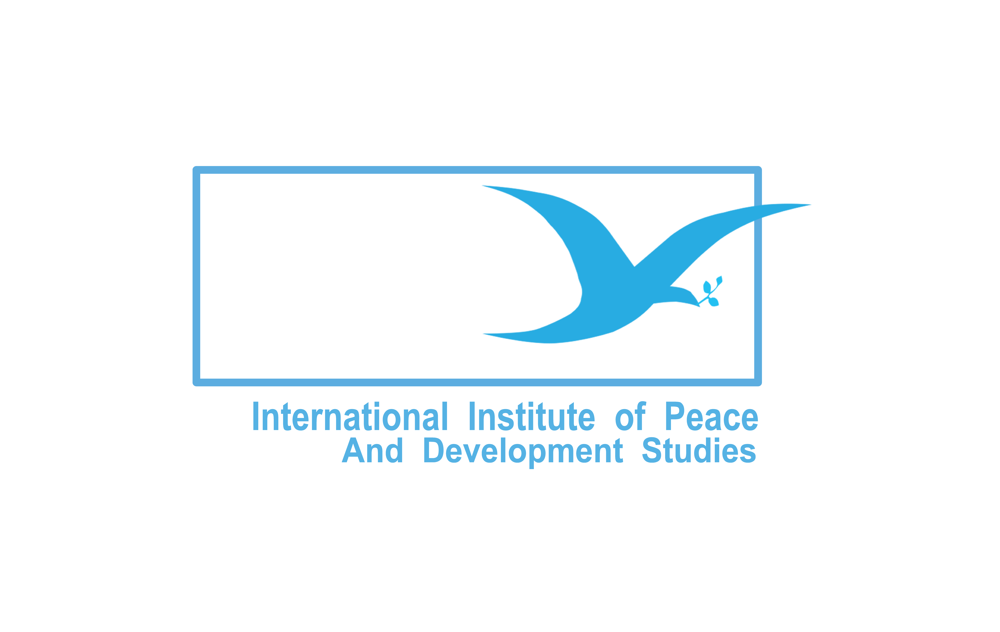 International Institute of Peace
And Development Studies